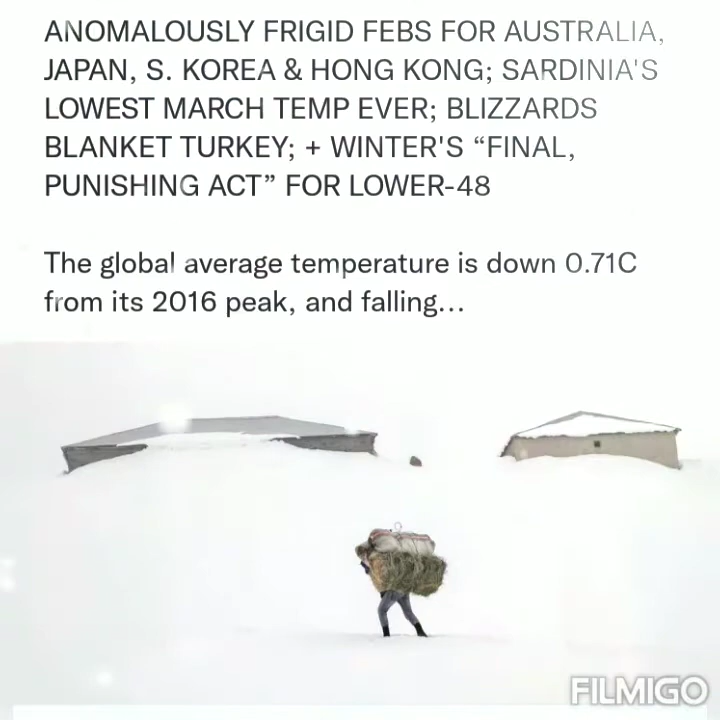 ANOMALOUSLY FRIGID FEBS FOR AUSTRALIA,
JAPAN, S. KOREA & HONG KONG; SARDINIA'S
LOWEST MARCH TEMP EVER; BLIZZARDS
BLANKET TURKEY; + WINTER'S “FINAL,
PUNISHING ACT” FOR LOWER-48
The global average temperature is down 0.71C
from its 2016 peak, and falling...
FILMIGO